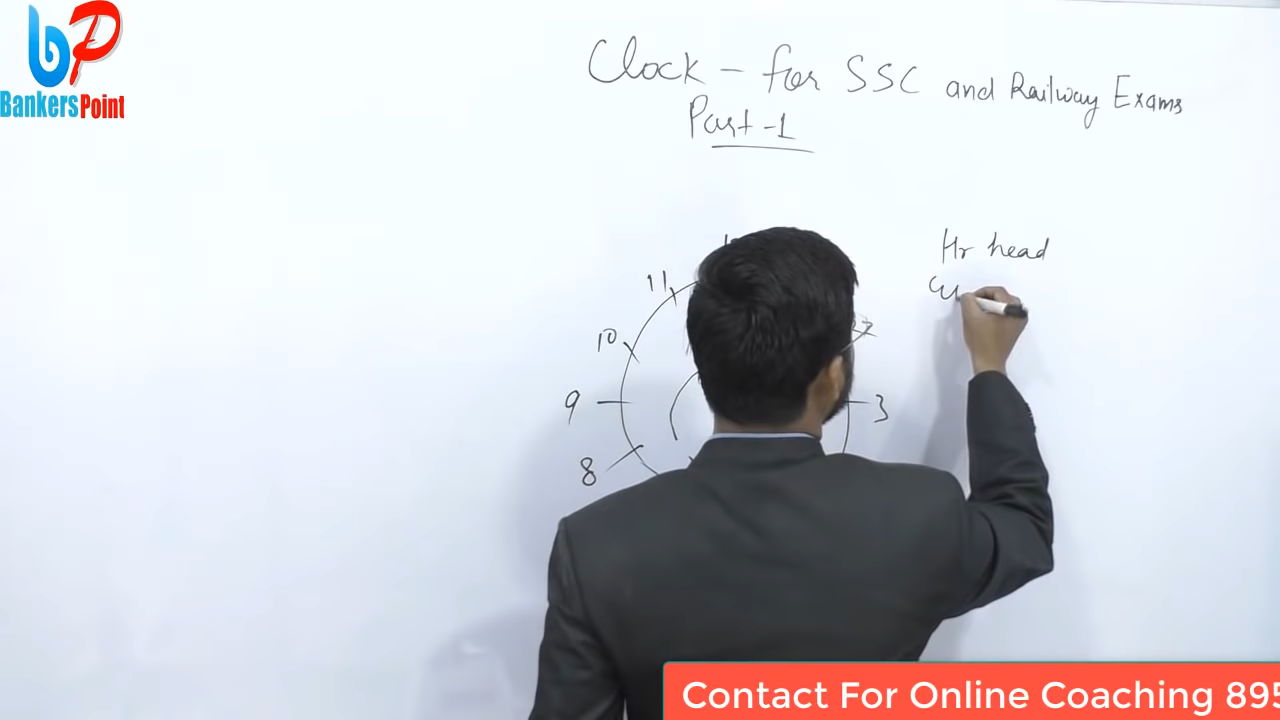 BankersPoint
Clock - for SSC and Railway Exams
Part-1
Hr head
11
10
9
3
8
Contact For Online Coaching 895